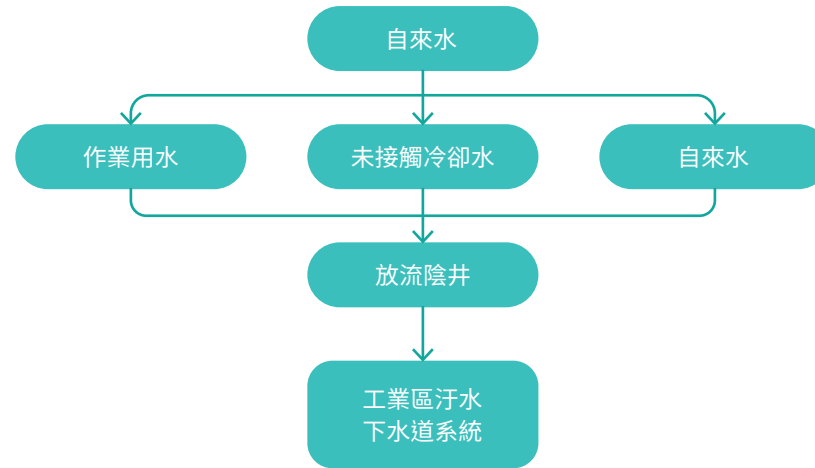 自來水
作業用水
未接觸冷卻水
自來水
放流陰井
工業區汙水
下水道系統